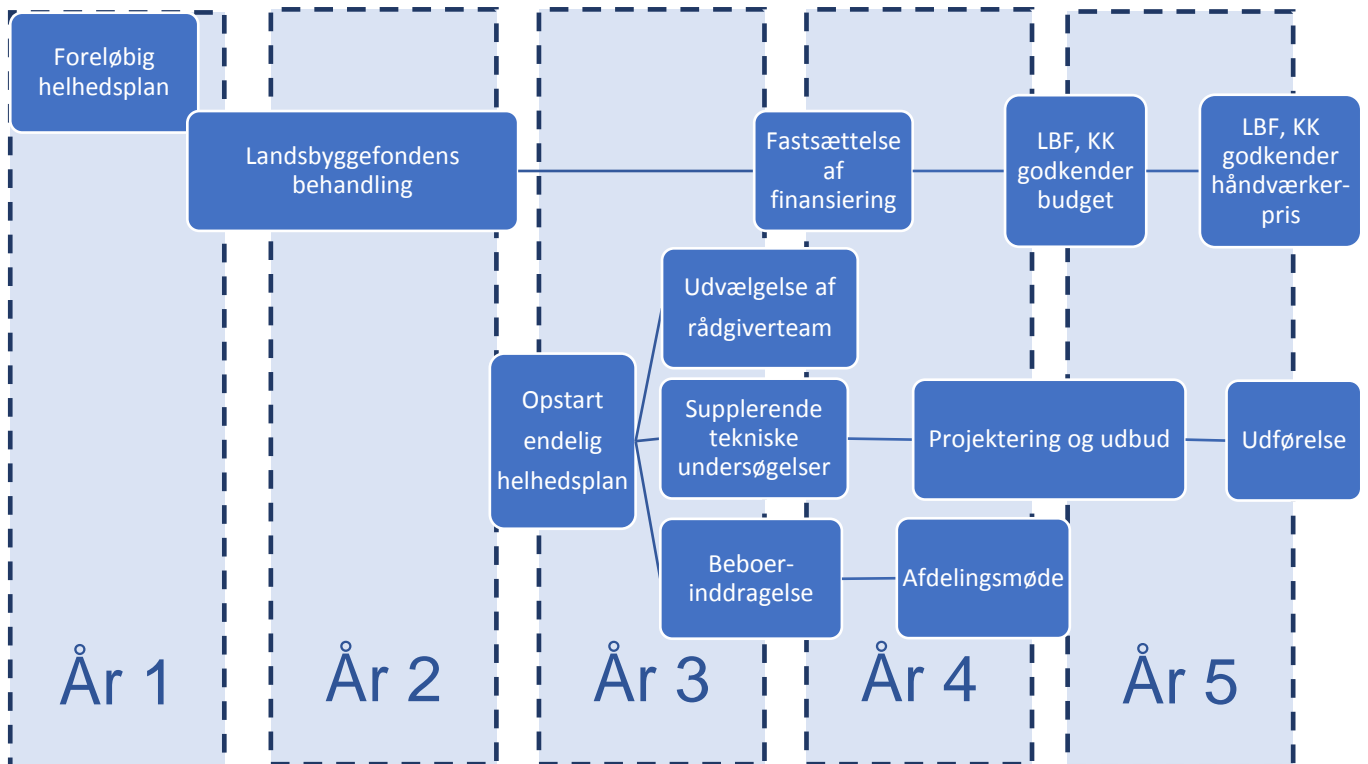 Foreløbig
helhedsplan
Landsbyggefondens
behandling
Fastsættelse
af
finansiering
LBF, KK
godkender
budget
LBF, KK
godkender
håndværker-
pris
Udvælgelse af
rådgiverteam
Opstart
endelig
helhedsplan
Supplerende
tekniske
undersøgelser
Projektering og udbud
Udførelse
Beboer-
inddragelse
Afdelingsmøde
År 1
År 2
År 3
År 4
År 5